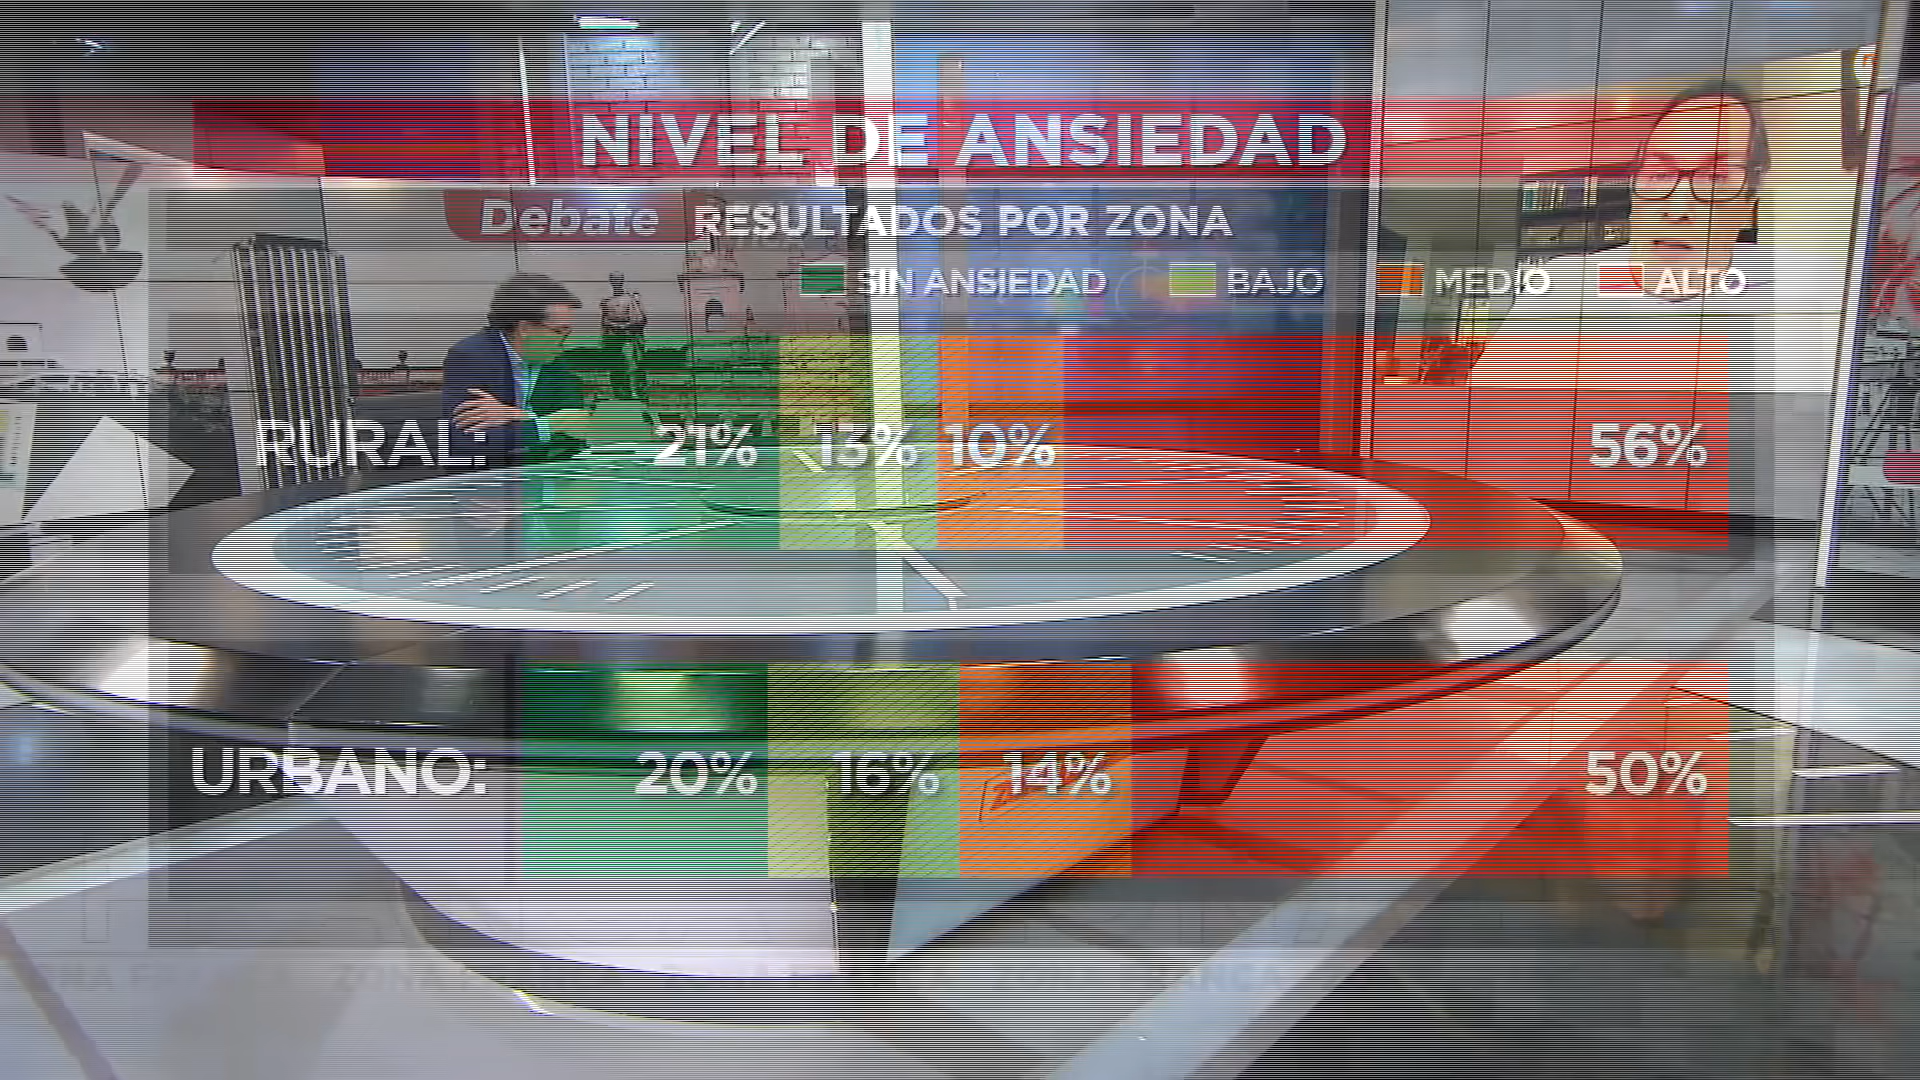 NIVEL DE ANSIEDAD
Debate RESULTADOS POR ZONA
SIN ANSIEDAD BAJO MEDIO ALTO
RURAL: 21% 13% 10% 56%
URBANO: 20% 16% 14% 50%